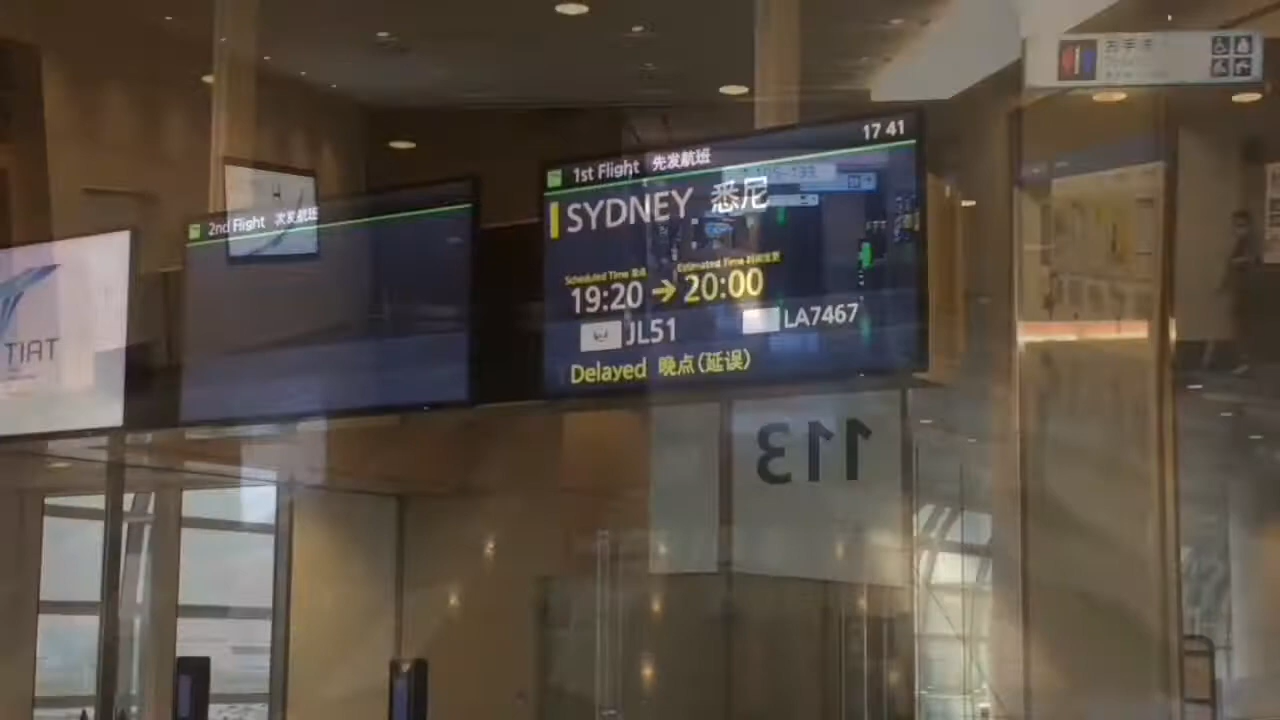 17 41
1st Flight 先发航班
SYDNEY 悉尼
Scheduled Time Estimated Time
19:20 → 20:00
JL51 LA7467
Delayed 晚点(延误)
2nd Flight 次发航班
113